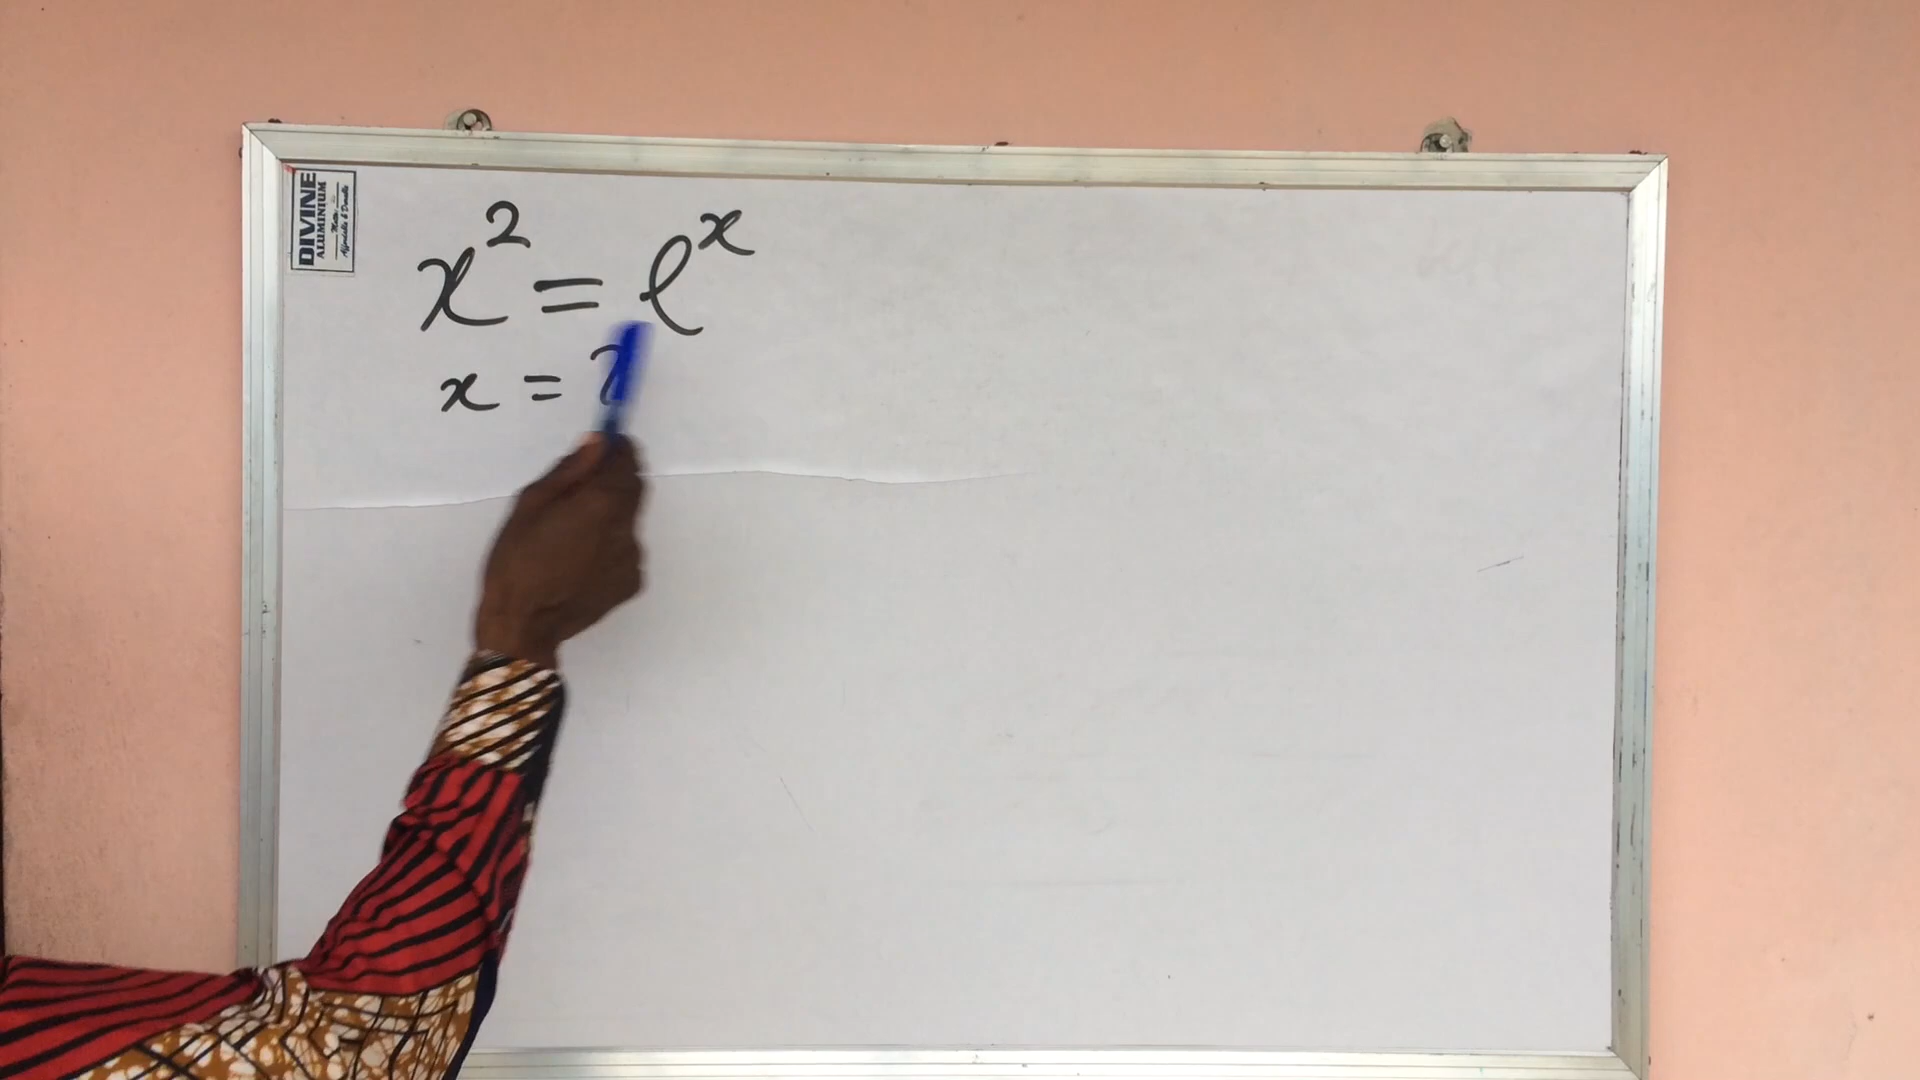 DIVINE
ALUMINIUM
x² = eˣ
x =